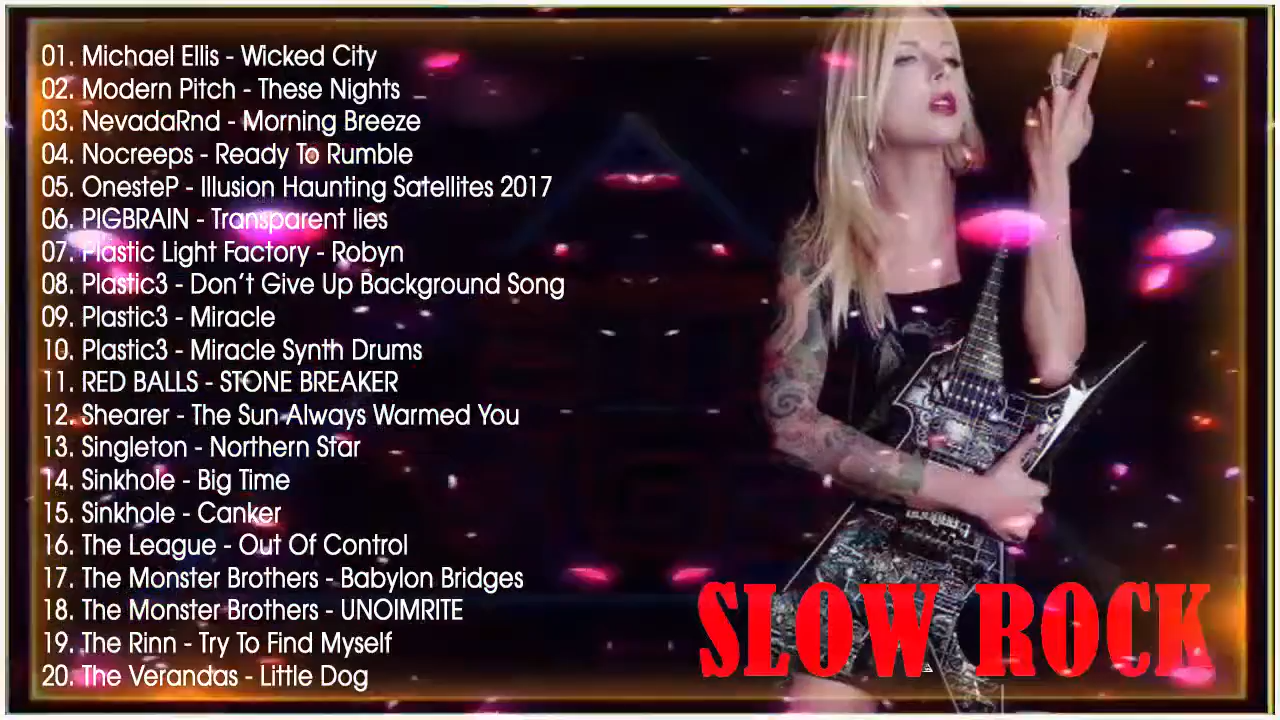 01. Michael Ellis - Wicked City
02. Modern Pitch - These Nights
03. NevadaRnd - Morning Breeze
04. Nocreeps - Ready To Rumble
05. OnesteP - Illusion Haunting Satellites 2017
06. PIGBRAIN - Transparent lies
07. Plastic Light Factory - Robyn
08. Plastic3 - Don't Give Up Background Song
09. Plastic3 - Miracle
10. Plastic3 - Miracle Synth Drums
11. RED BALLS - STONE BREAKER
12. Shearer - The Sun Always Warmed You
13. Singleton - Northern Star
14. Sinkhole - Big Time
15. Sinkhole - Canker
16. The League - Out Of Control
17. The Monster Brothers - Babylon Bridges
18. The Monster Brothers - UNOIMRITE
19. The Rinn - Try To Find Myself
20. The Verandas - Little Dog
SLOW ROCK